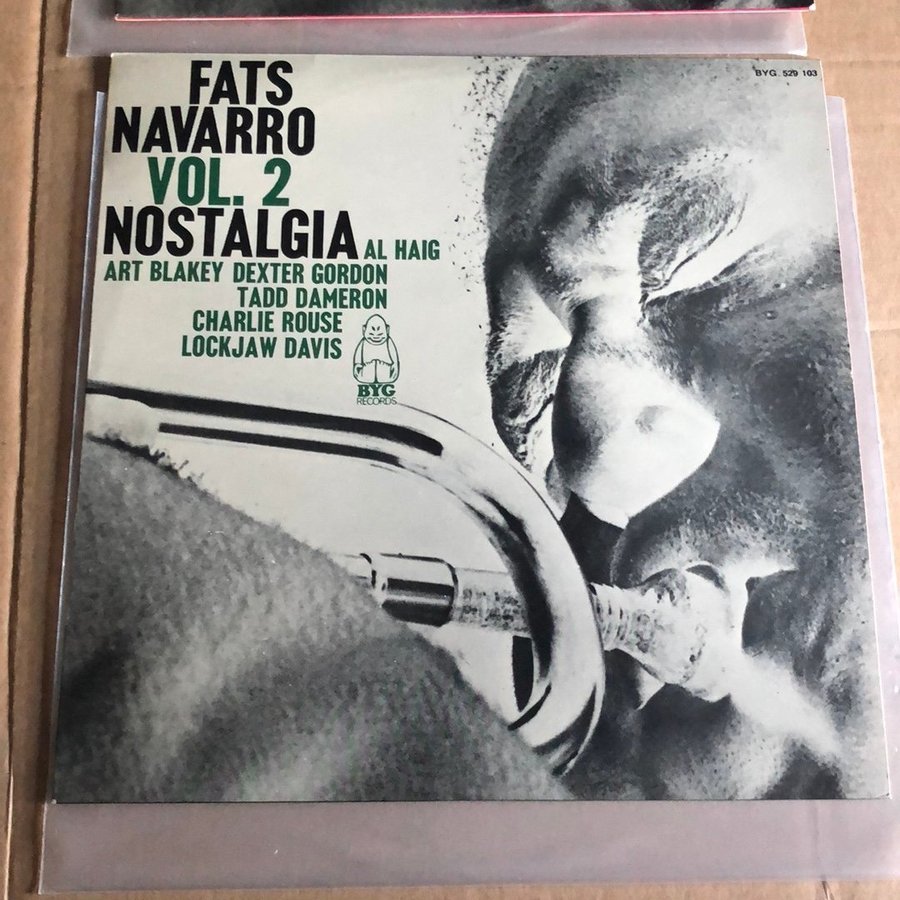 FATS
NAVARRO
VOL. 2
NOSTALGIA AL HAIG
ART BLAKEY DEXTER GORDON
TADD DAMERON
CHARLIE ROUSE
LOCKJAW DAVIS
BYG
RECORDS
BYG. 529 103